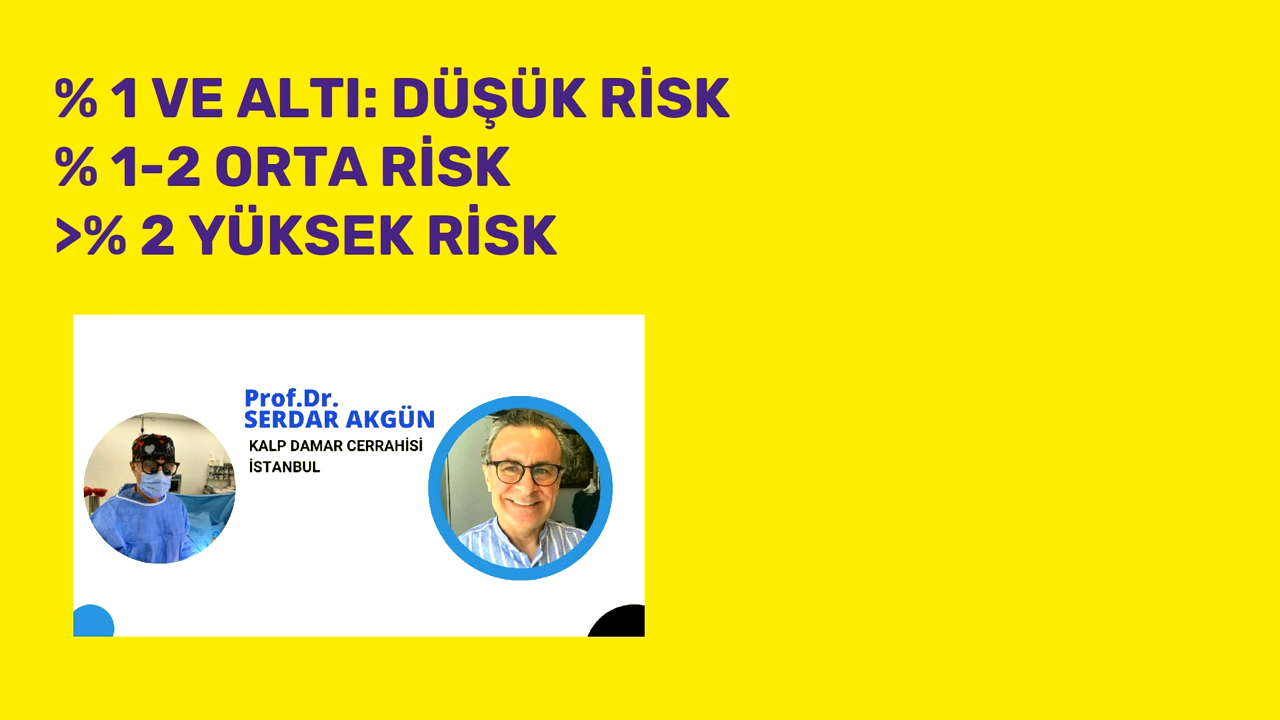 % 1 VE ALTI: DÜŞÜK RİSK
% 1-2 ORTA RİSK
>% 2 YÜKSEK RİSK
Prof.Dr.
SERDAR AKGÜN
KALP DAMAR CERRAHİSİ
İSTANBUL